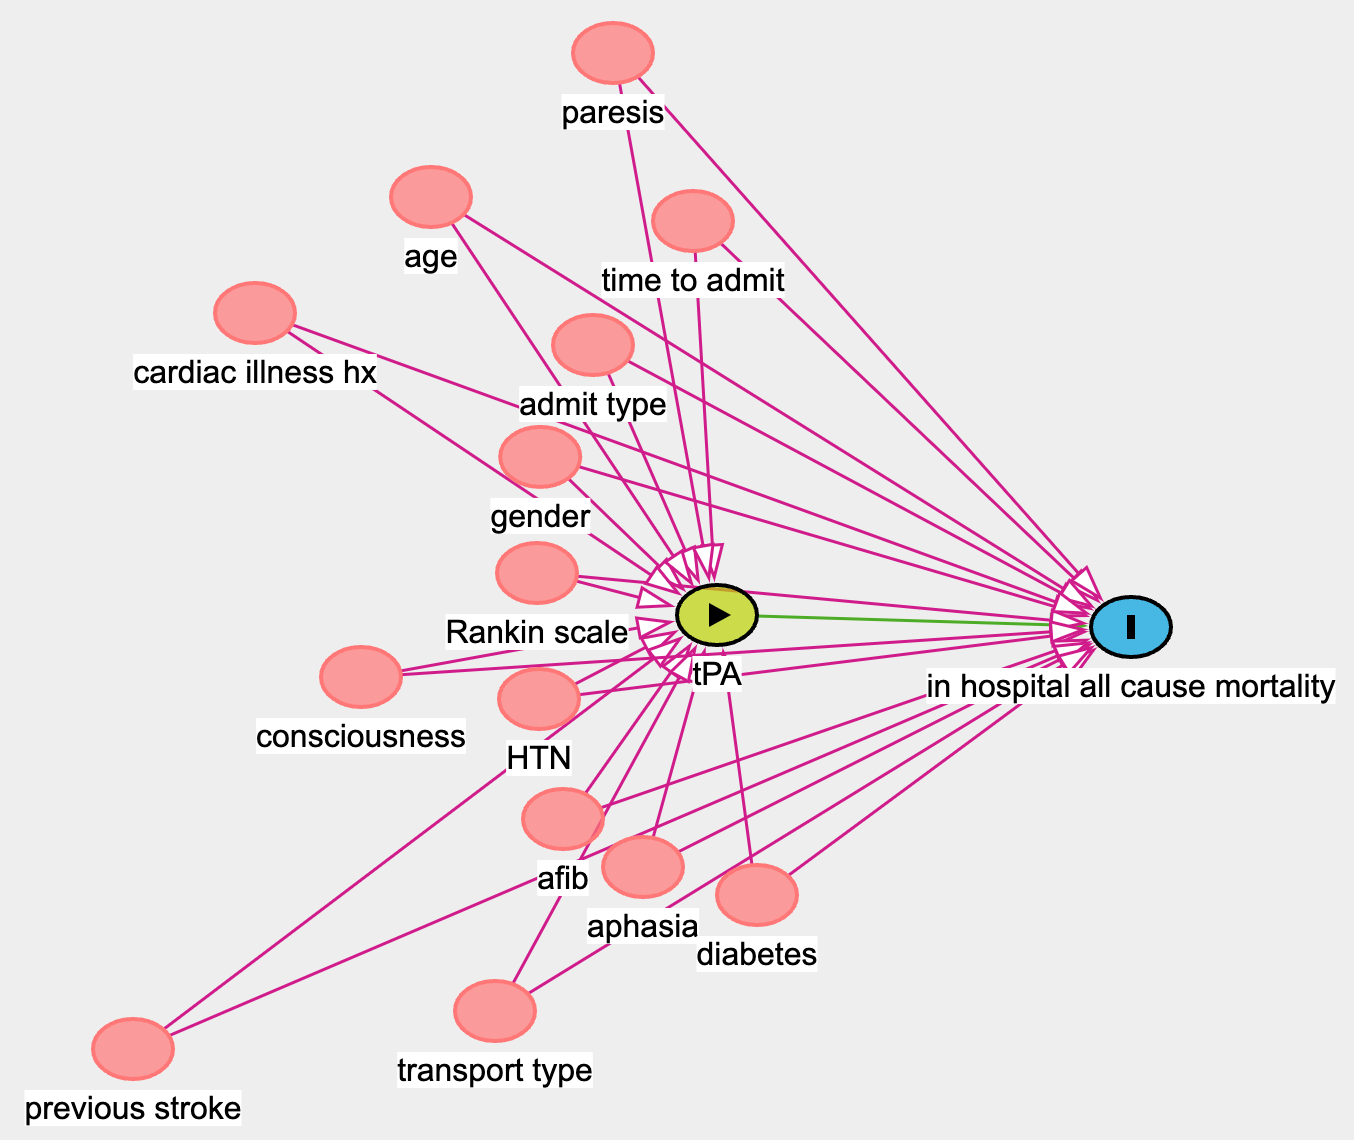 paresis
age
time to admit
cardiac illness hx
admit type
gender
Rankin scale
tPA
in hospital all cause mortality
consciousness
HTN
afib
aphasia
diabetes
transport type
previous stroke